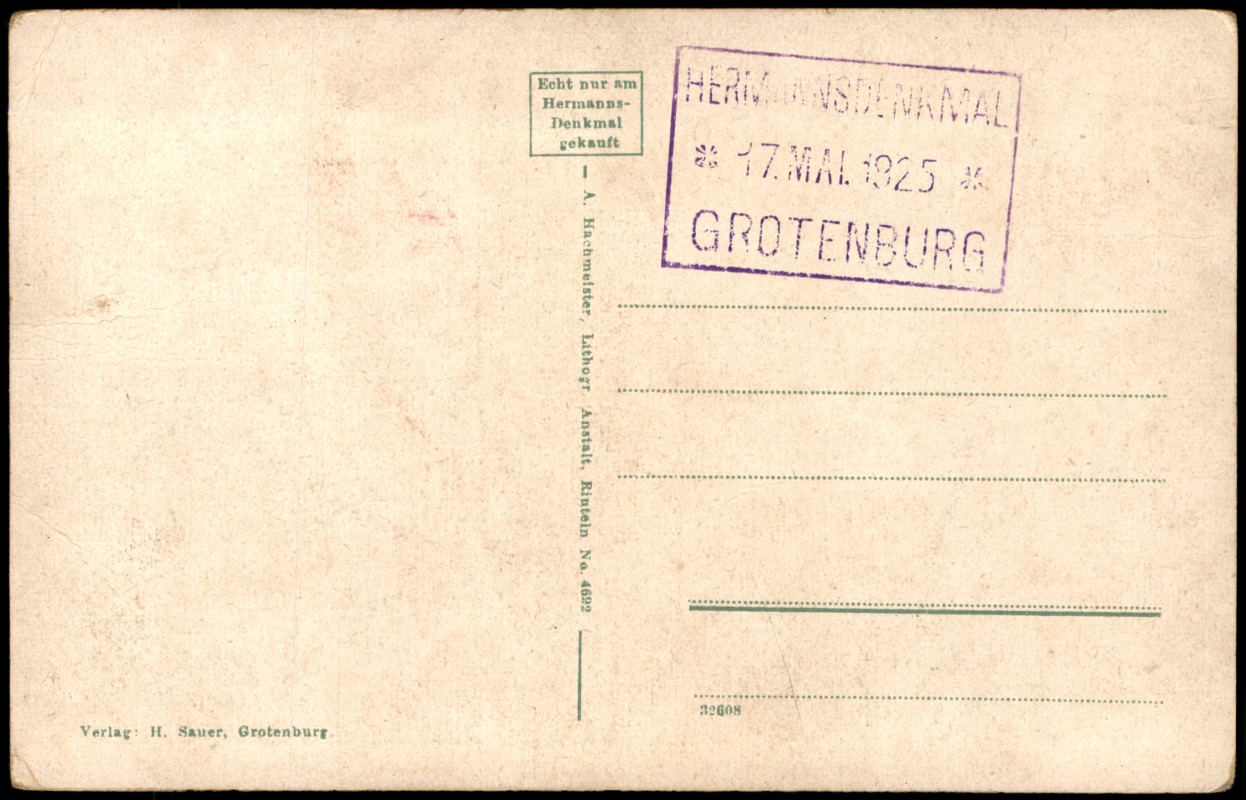 Echt nur am
Hermanns-
Denkmal
gekauft
HERMANNSDENKMAL
* 17. MAI. 1925 *
GROTENBURG
A. Hachmeister, Lithogr. Anstalt, Rinteln No. 4692
32608
Verlag: H. Sauer, Grotenburg.